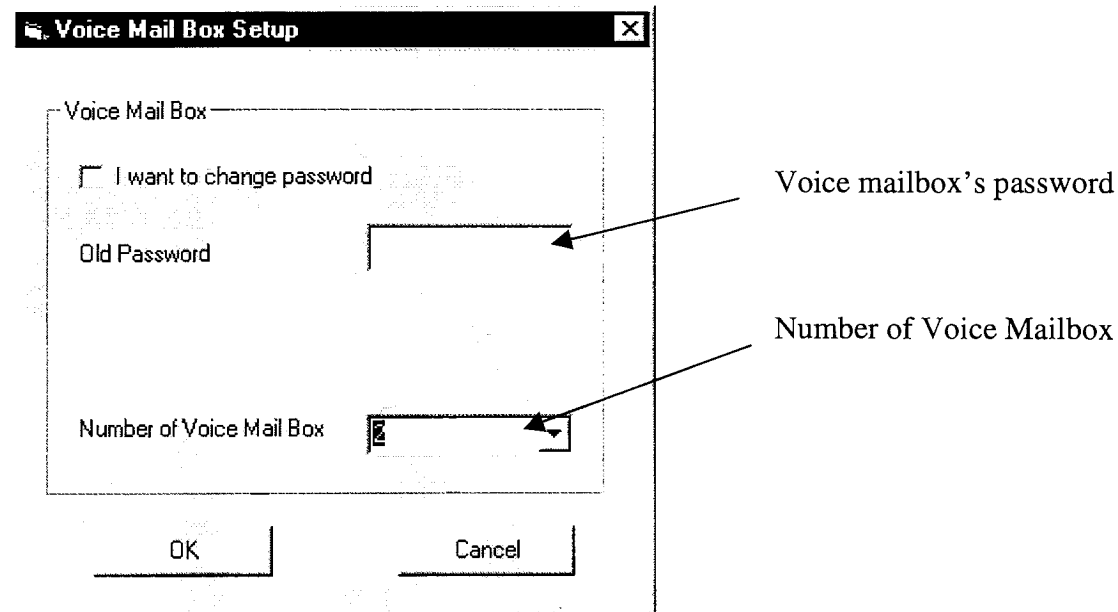 Voice Mail Box Setup
Voice Mail Box
I want to change password
Voice mailbox's password
Old Password
Number of Voice Mailbox
Number of Voice Mail Box
2
OK
Cancel